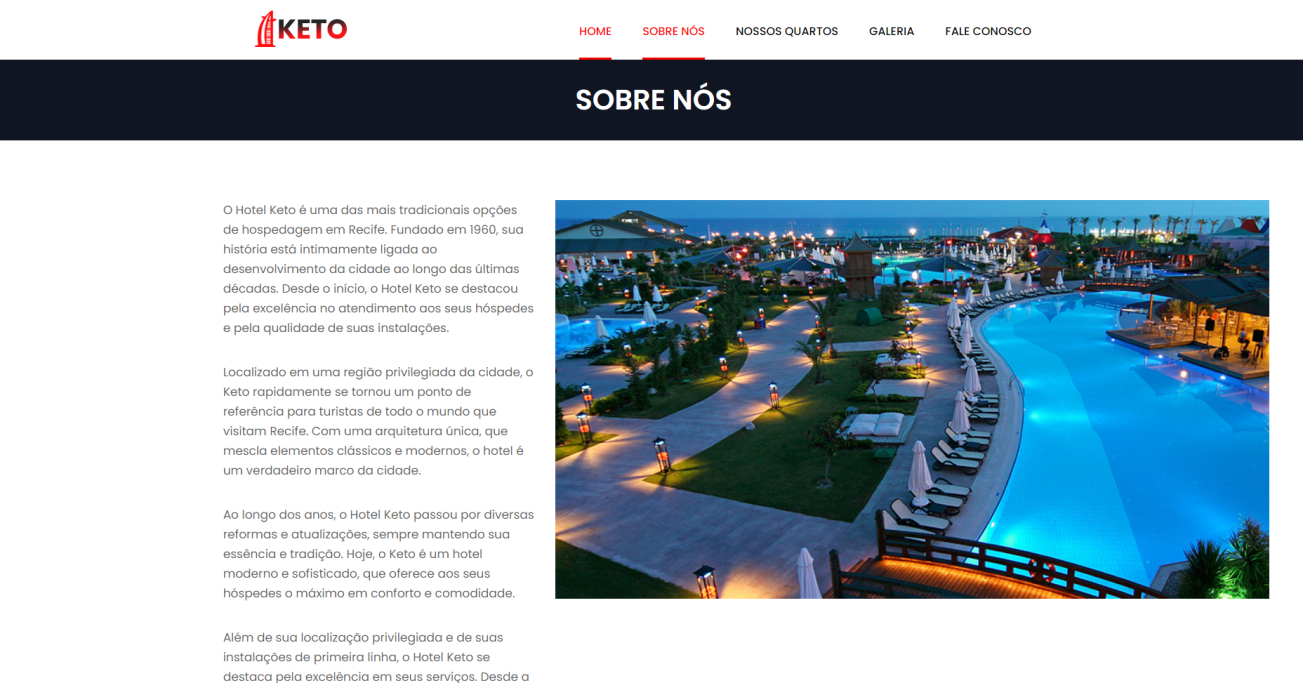 KETO
HOME
SOBRE NÓS
NOSSOS QUARTOS
GALERIA
FALE CONOSCO
SOBRE NÓS
O Hotel Keto é uma das mais tradicionais opções
de hospedagem em Recife. Fundado em 1960, sua
história está intimamente ligada ao
desenvolvimento da cidade ao longo das últimas
décadas. Desde o início, o Hotel Keto se destacou
pela excelência no atendimento aos seus hóspedes
e pela qualidade de suas instalações.
Localizado em uma região privilegiada da cidade, o
Keto rapidamente se tornou um ponto de
referência para turistas de todo o mundo que
visitam Recife. Com uma arquitetura única, que
mescla elementos clássicos e modernos, o hotel é
um verdadeiro marco da cidade.
Ao longo dos anos, o Hotel Keto passou por diversas
reformas e atualizações, sempre mantendo sua
essência e tradição. Hoje, o Keto é um hotel
moderno e sofisticado, que oferece aos seus
hóspedes o máximo em conforto e comodidade.
Além de sua localização privilegiada e de suas
instalações de primeira linha, o Hotel Keto se
destaca pela excelência em seus serviços. Desde a